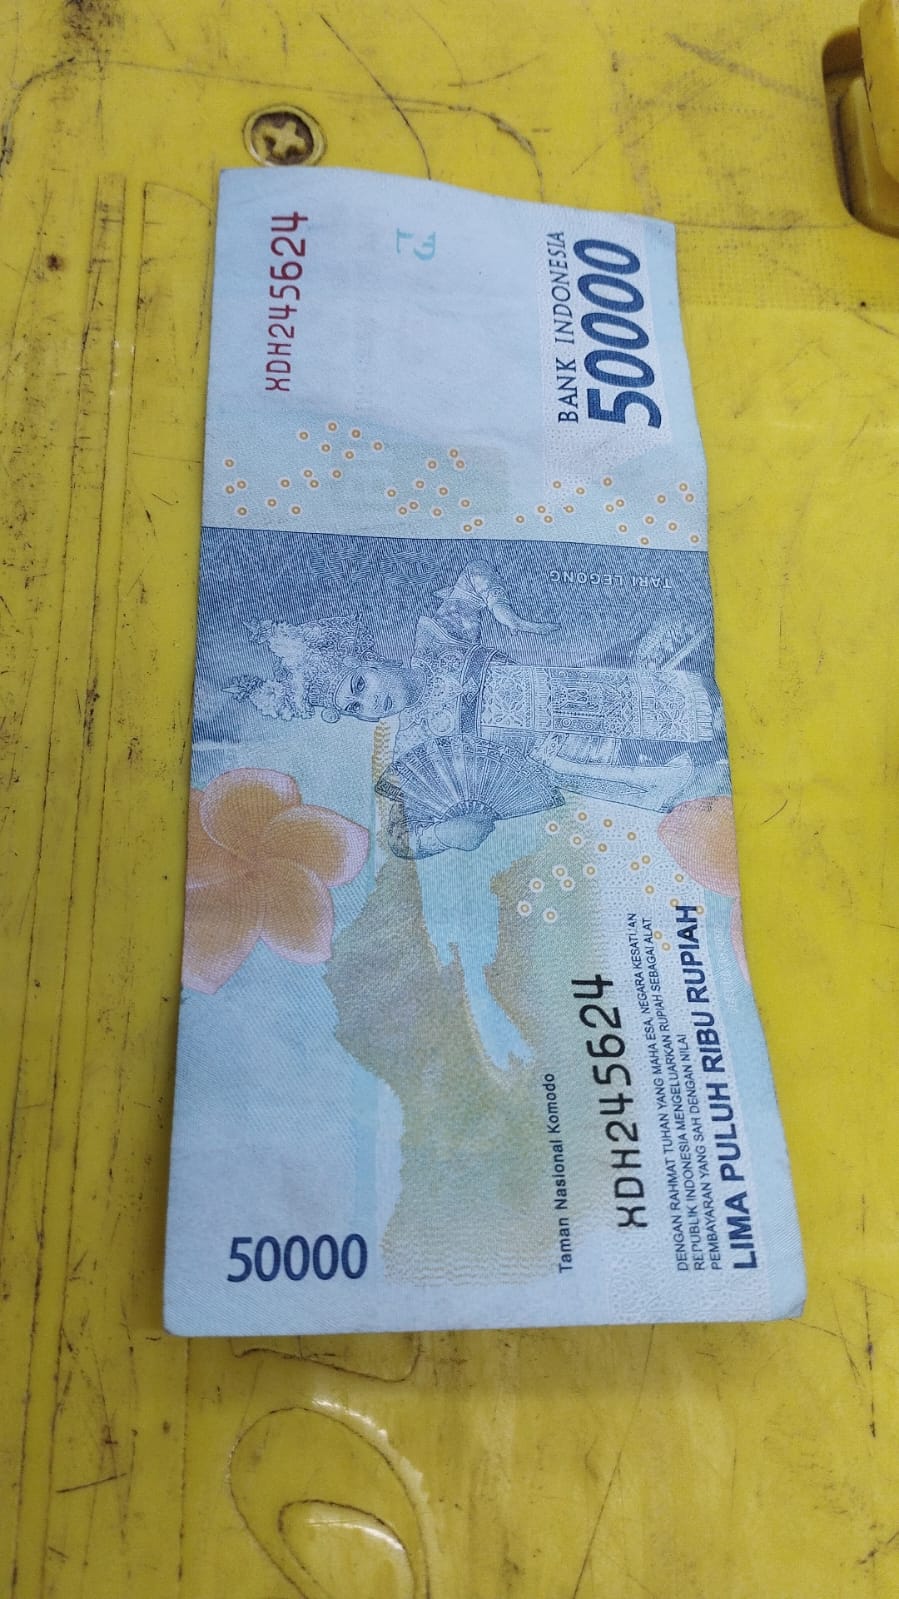 XDH245624
BANK INDONESIA
50000
TARI LEGONG
50000
Taman Nasional Komodo
XDH245624
DENGAN RAHMAT TUHAN YANG MAHA ESA, NEGARA KESATUAN
REPUBLIK INDONESIA MENGELUARKAN RUPIAH SEBAGAI ALAT
PEMBAYARAN YANG SAH DENGAN NILAI
LIMA PULUH RIBU RUPIAH